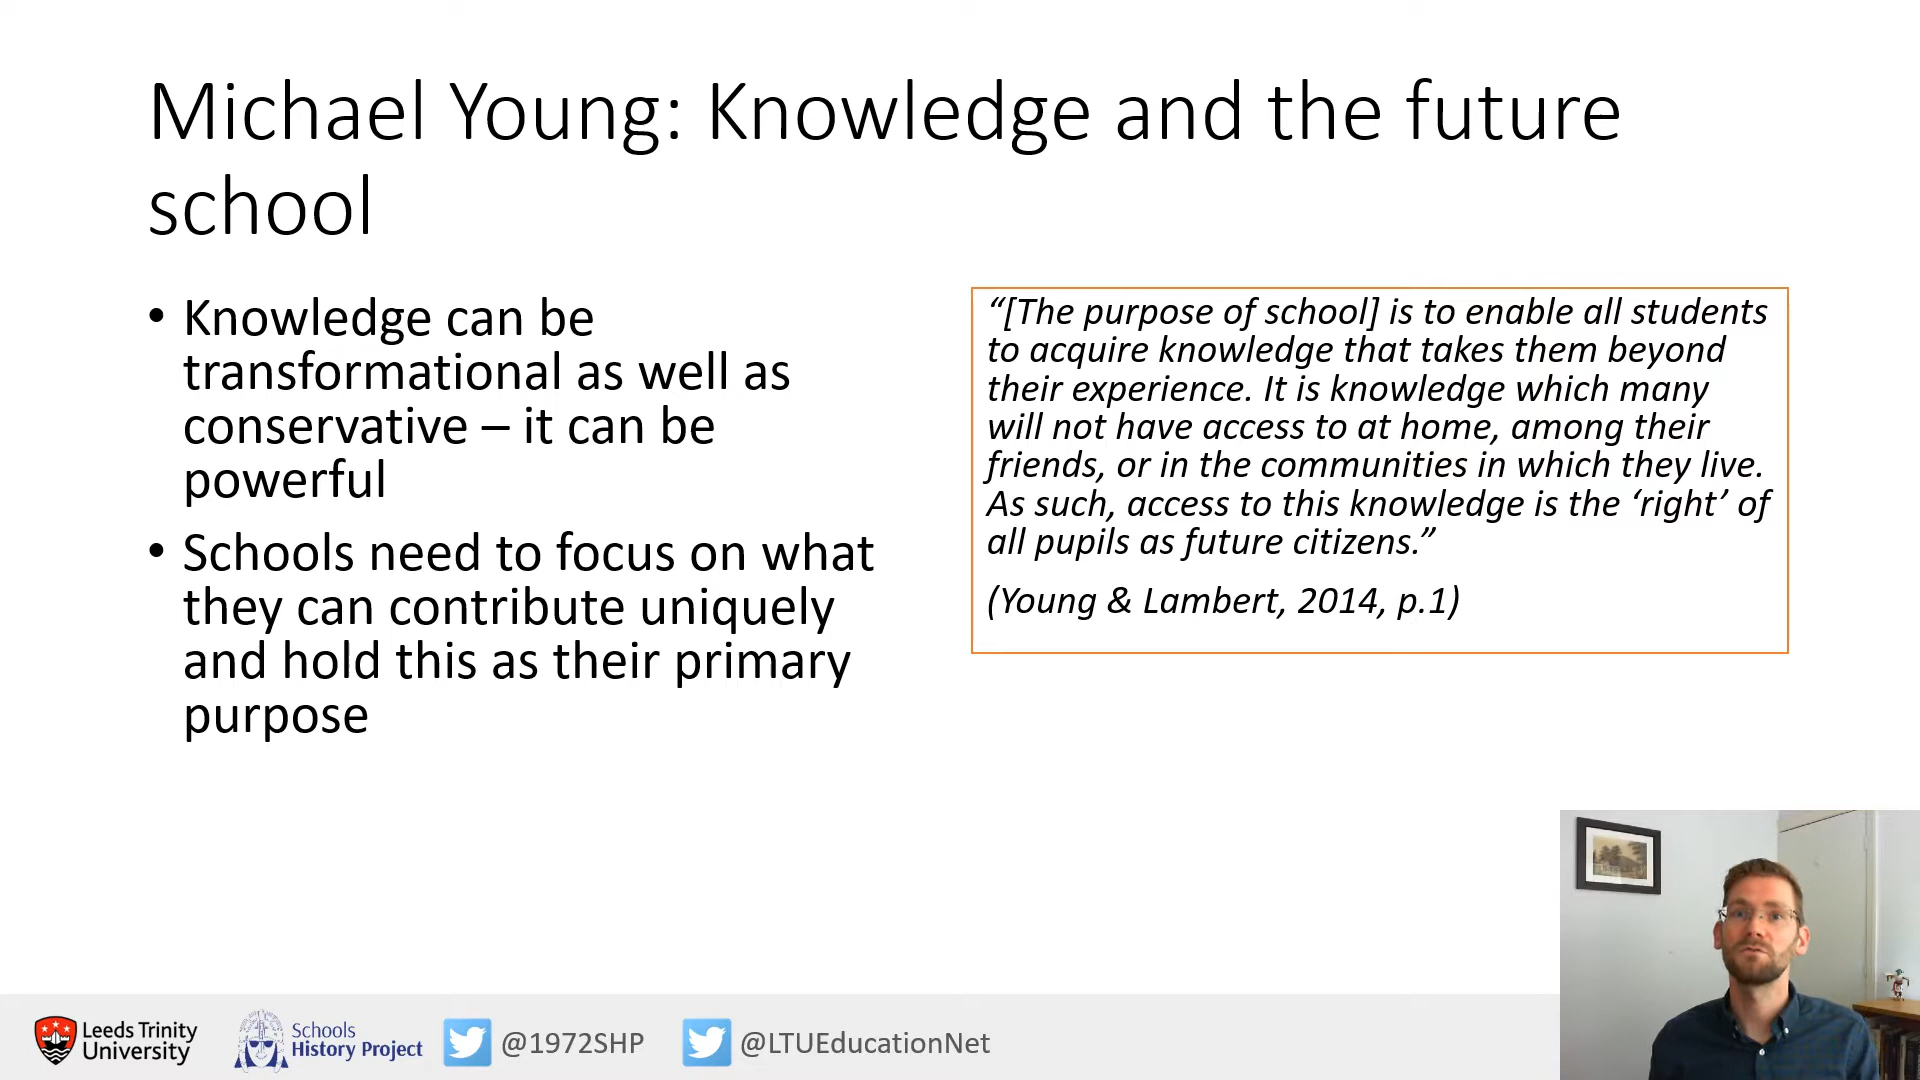 Michael Young: Knowledge and the future
school
• Knowledge can be
transformational as well as
conservative – it can be
powerful
• Schools need to focus on what
they can contribute uniquely
and hold this as their primary
purpose
“[The purpose of school] is to enable all students
to acquire knowledge that takes them beyond
their experience. It is knowledge which many
will not have access to at home, among their
friends, or in the communities in which they live.
As such, access to this knowledge is the ‘right’ of
all pupils as future citizens.”
(Young & Lambert, 2014, p.1)
Leeds Trinity
University
Schools
History Project
@1972SHP
@LTUEducationNet